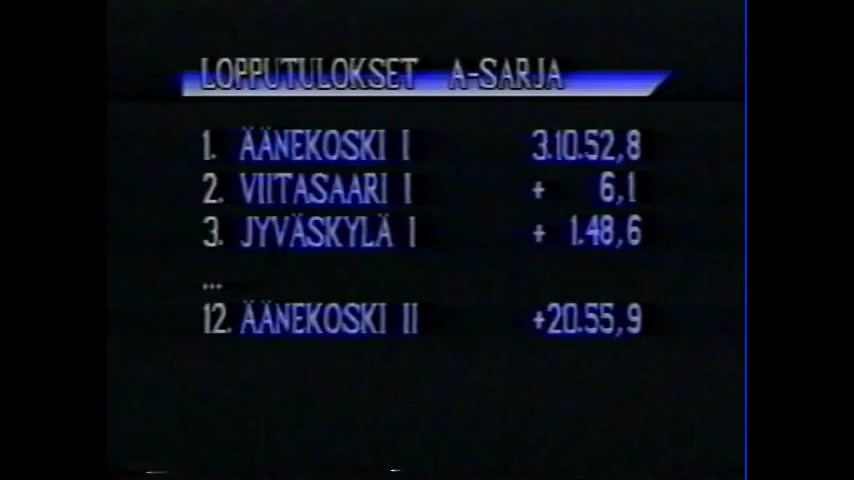 LOPPUTULOKSET A-SARJA
1. ÄÄNEKOSKI I 3.10.52,8
2. VIITASAARI I + 6,1
3. JYVÄSKYLÄ I + 1.48,6
...
12. ÄÄNEKOSKI II +20.55,9